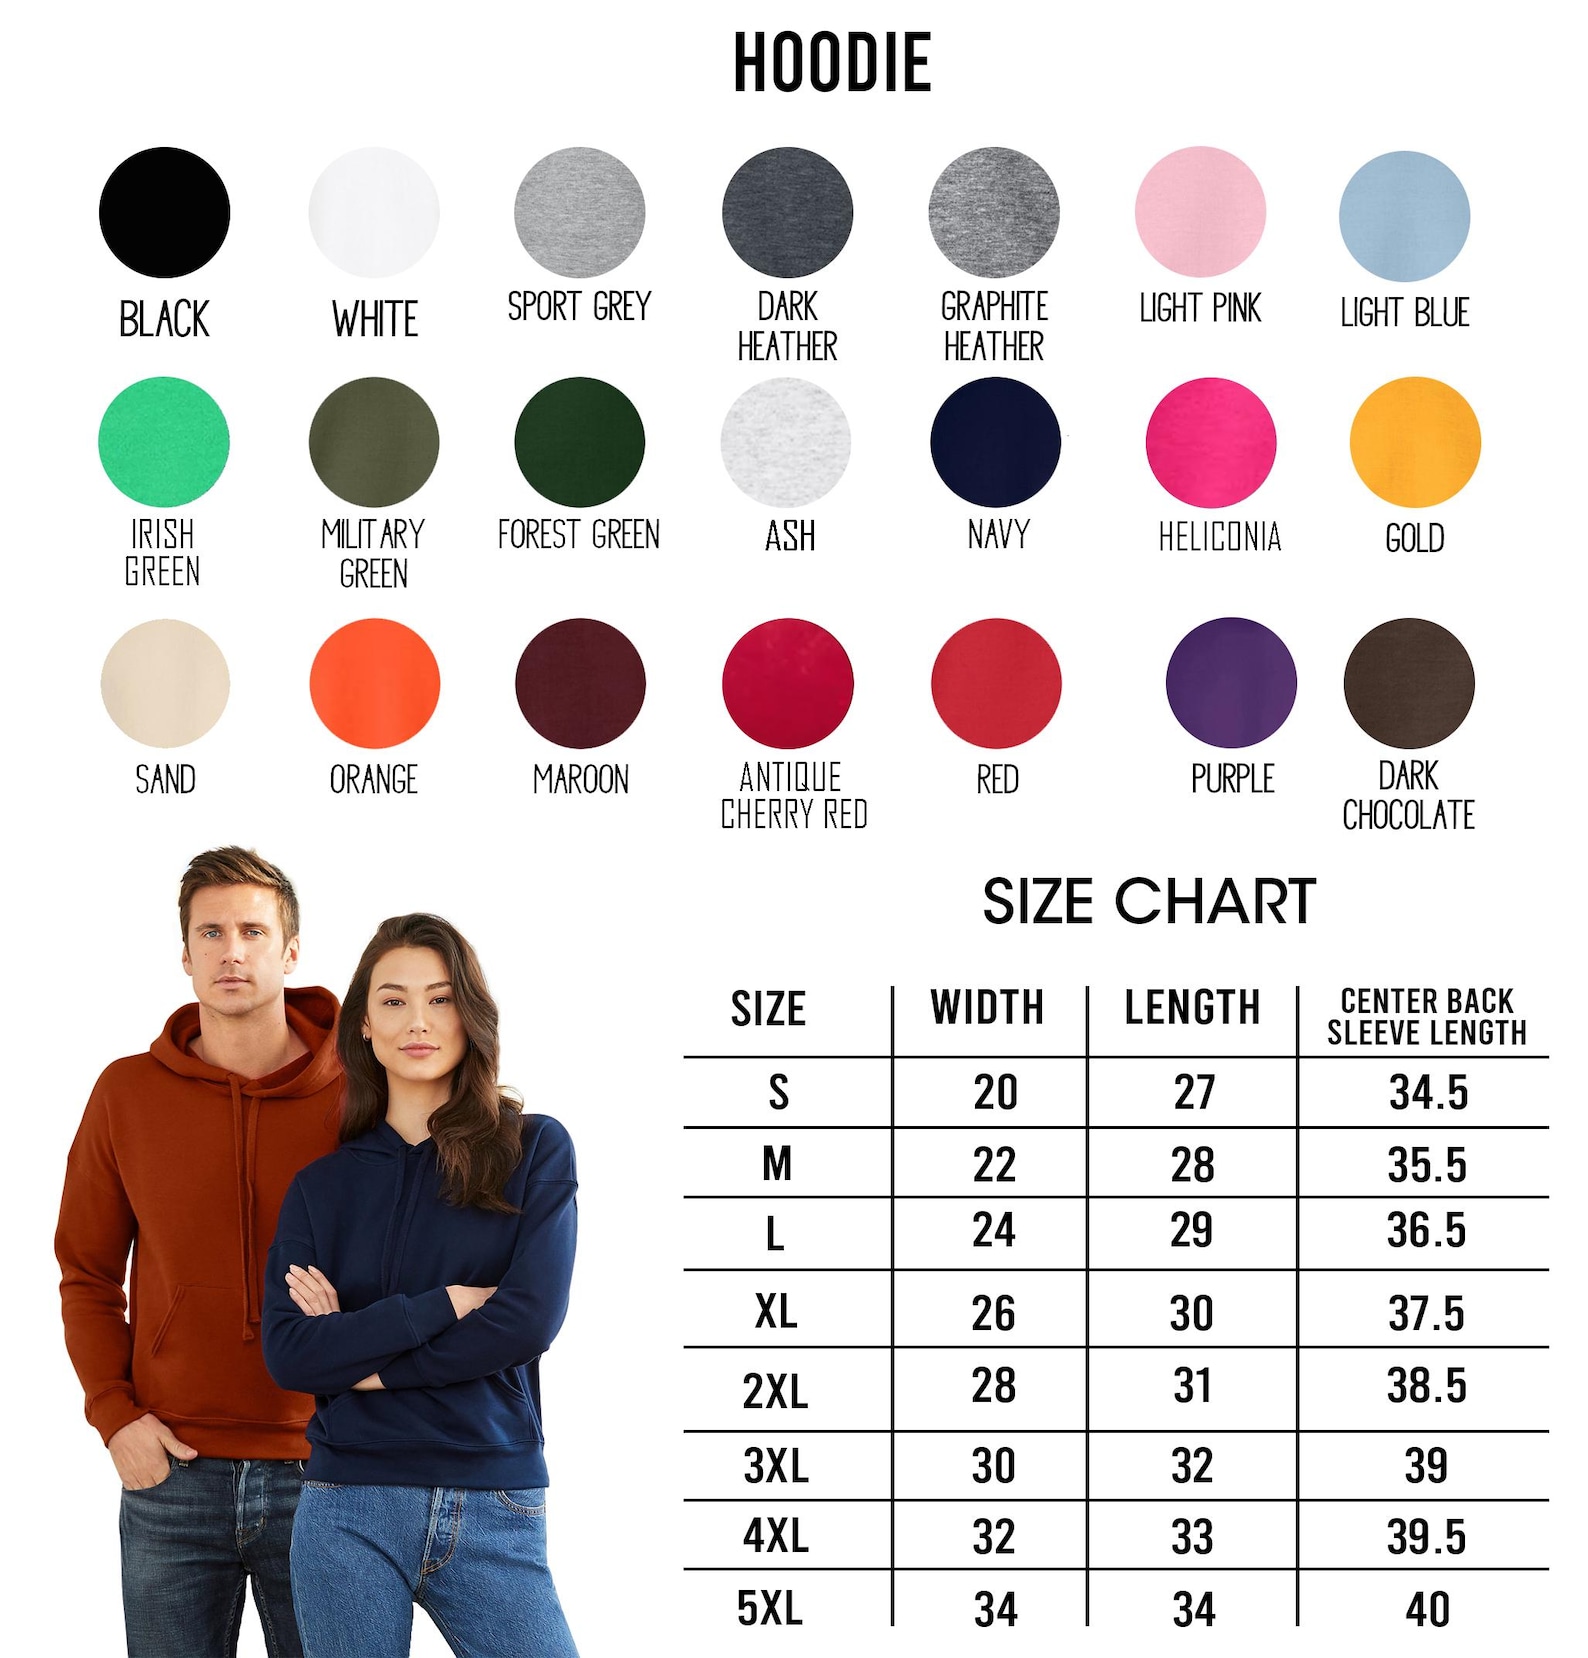 HOODIE
BLACK
WHITE
SPORT GREY
DARK
HEATHER
GRAPHITE
HEATHER
LIGHT PINK
LIGHT BLUE
IRISH
GREEN
MILITARY
GREEN
FOREST GREEN
ASH
NAVY
HELICONIA
GOLD
SAND
ORANGE
MAROON
ANTIQUE
CHERRY RED
RED
PURPLE
DARK
CHOCOLATE
SIZE CHART
SIZE WIDTH LENGTH CENTER BACK
SLEEVE LENGTH
S 20 27 34.5
M 22 28 35.5
L 24 29 36.5
XL 26 30 37.5
2XL 28 31 38.5
3XL 30 32 39
4XL 32 33 39.5
5XL 34 34 40